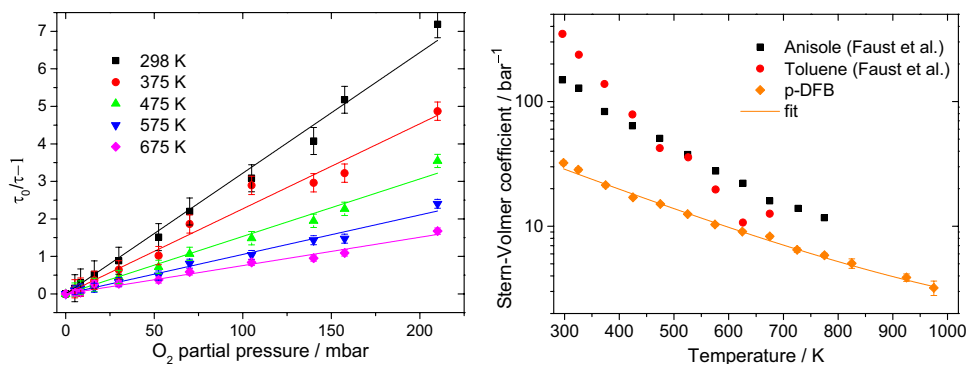 7
6
5
4
3
2
1
0
τ₀/τ−1
298 K
375 K
475 K
575 K
675 K
0 50 100 150 200
O₂ partial pressure / mbar
100
10
Stern-Volmer coefficient / bar⁻¹
Anisole (Faust et al.)
Toluene (Faust et al.)
p-DFB
fit
300 400 500 600 700 800 900 1000
Temperature / K